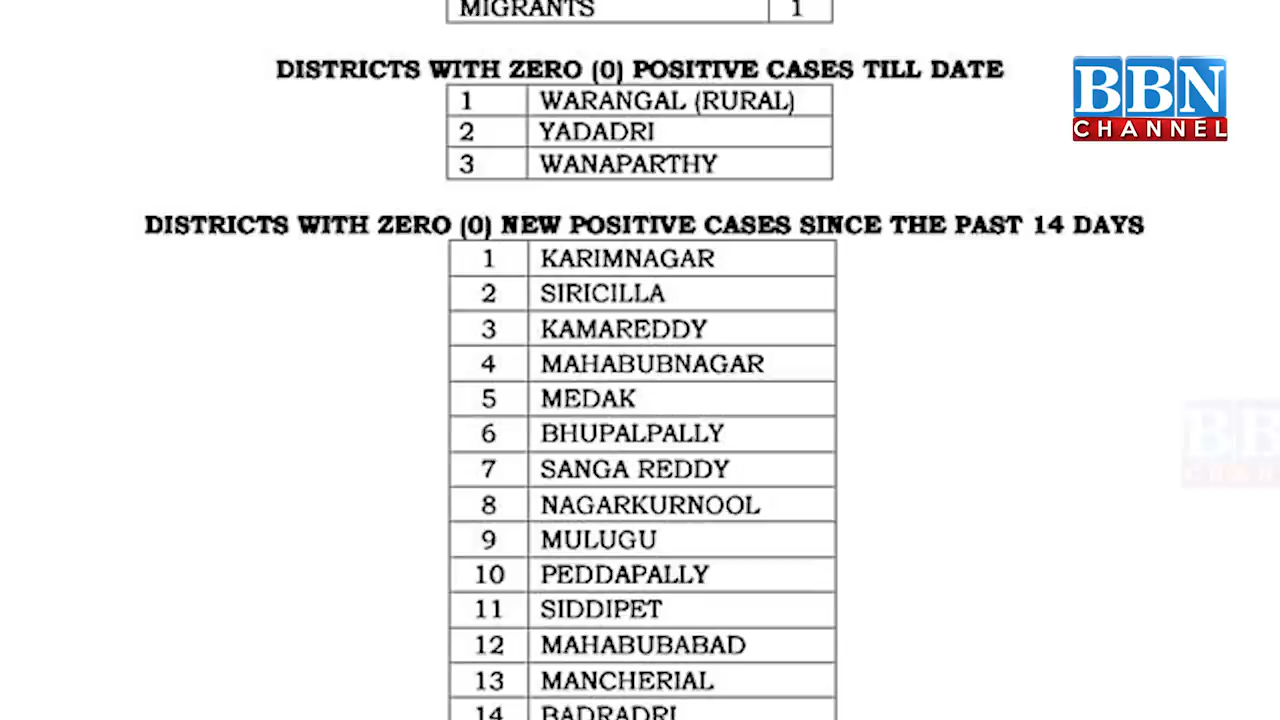 MIGRANTS 1
DISTRICTS WITH ZERO (0) POSITIVE CASES TILL DATE
1 WARANGAL (RURAL)
2 YADADRI
3 WANAPARTHY
BBN
CHANNEL
DISTRICTS WITH ZERO (0) NEW POSITIVE CASES SINCE THE PAST 14 DAYS
1 KARIMNAGAR
2 SIRICILLA
3 KAMAREDDY
4 MAHABUBNAGAR
5 MEDAK
6 BHUPALPALLY
7 SANGA REDDY
8 NAGARKURNOOL
9 MULUGU
10 PEDDAPALLY
11 SIDDIPET
12 MAHABUBABAD
13 MANCHERIAL
14 BADRADRI